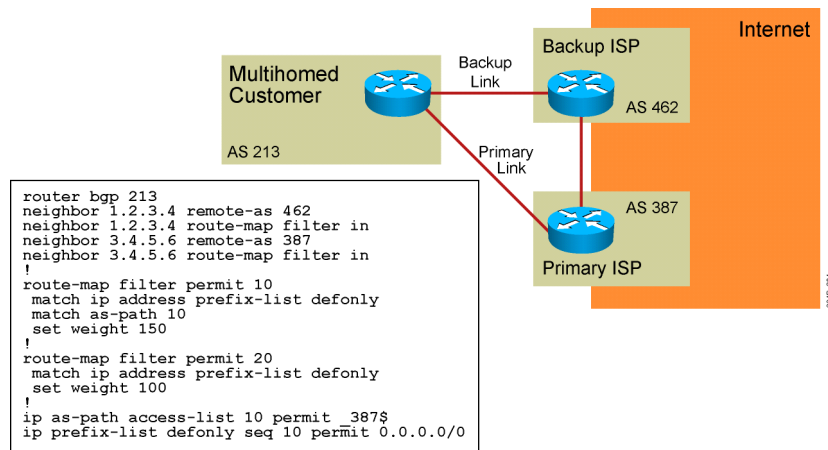 Internet
Backup ISP
Backup
Link
Multihomed
Customer
AS 462
AS 213
Primary
Link
AS 387
Primary ISP
router bgp 213
neighbor 1.2.3.4 remote-as 462
neighbor 1.2.3.4 route-map filter in
neighbor 3.4.5.6 remote-as 387
neighbor 3.4.5.6 route-map filter in
!
route-map filter permit 10
match ip address prefix-list defonly
match as-path 10
set weight 150
!
route-map filter permit 20
match ip address prefix-list defonly
set weight 100
!
ip as-path access-list 10 permit _387$
ip prefix-list defonly seq 10 permit 0.0.0.0/0